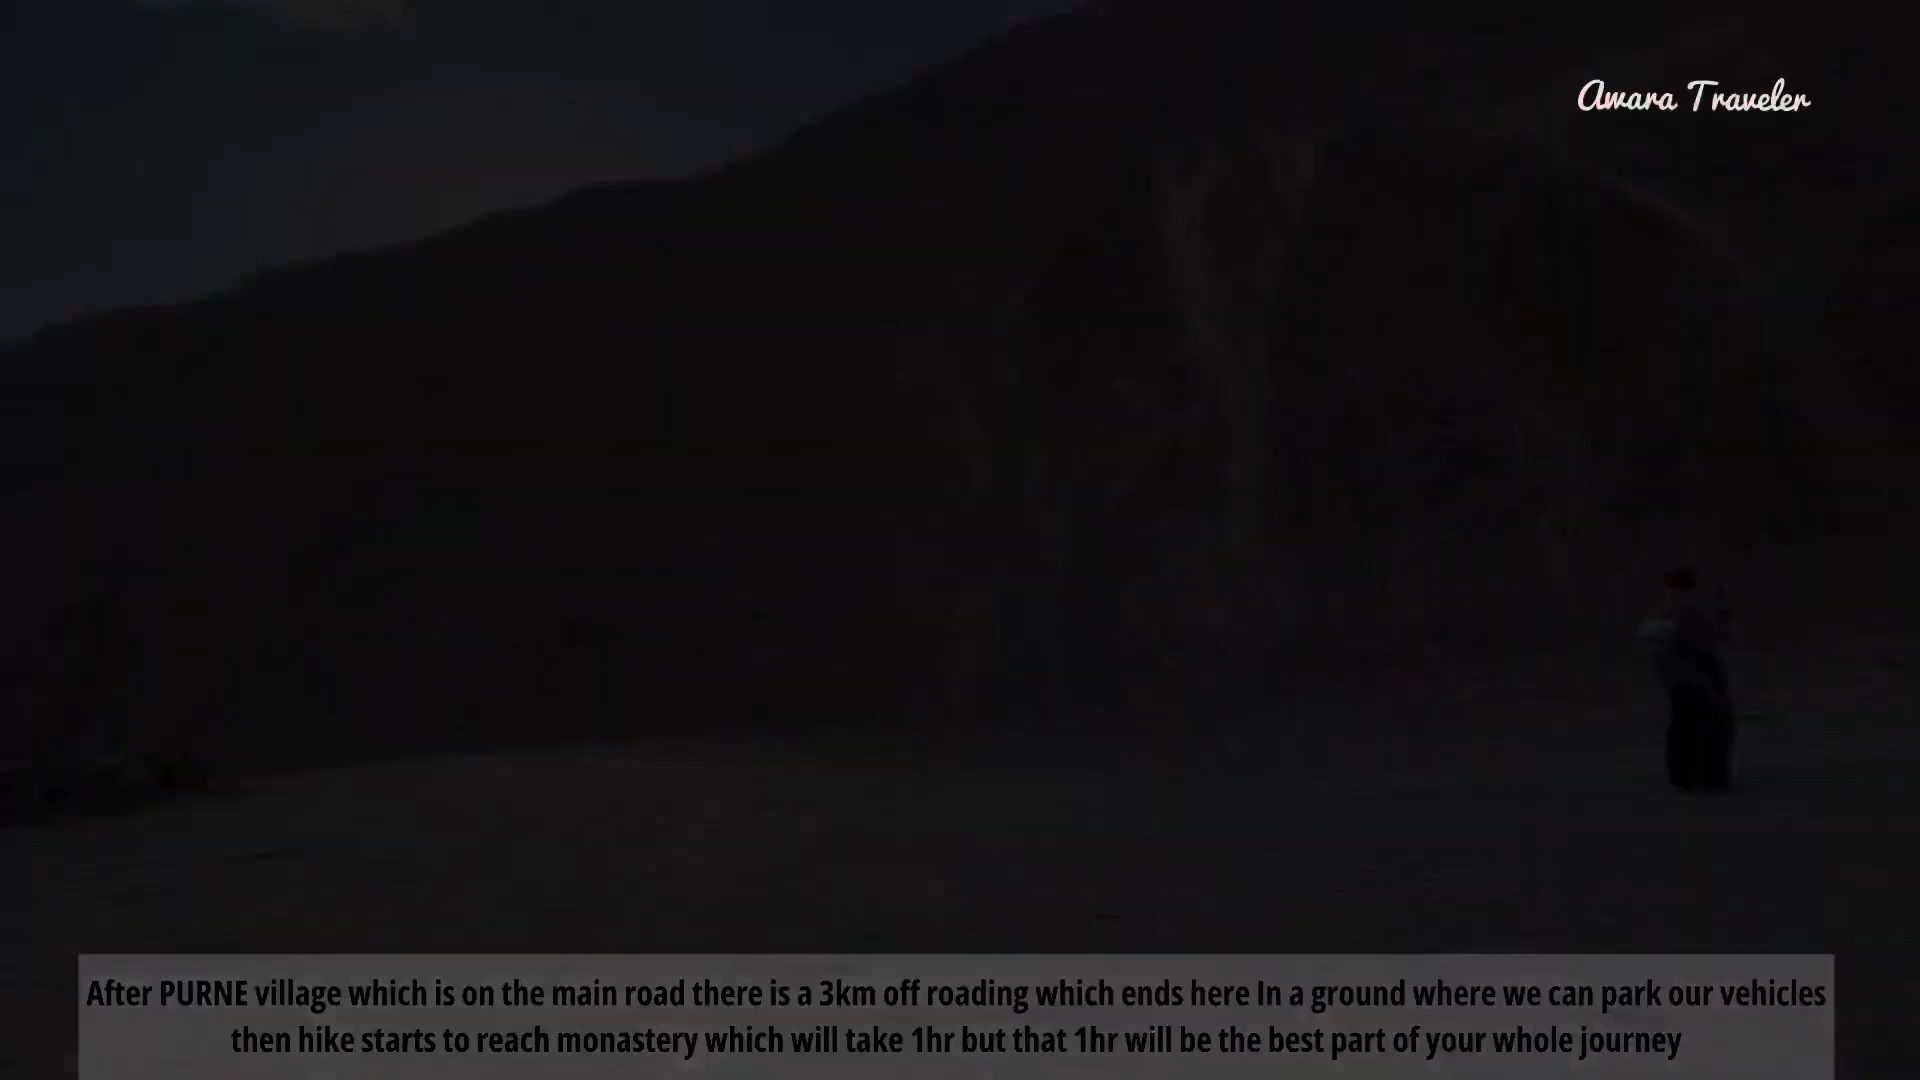 Awara Traveler
After PURNE village which is on the main road there is a 3km off roading which ends here In a ground where we can park our vehicles
then hike starts to reach monastery which will take 1hr but that 1hr will be the best part of your whole journey